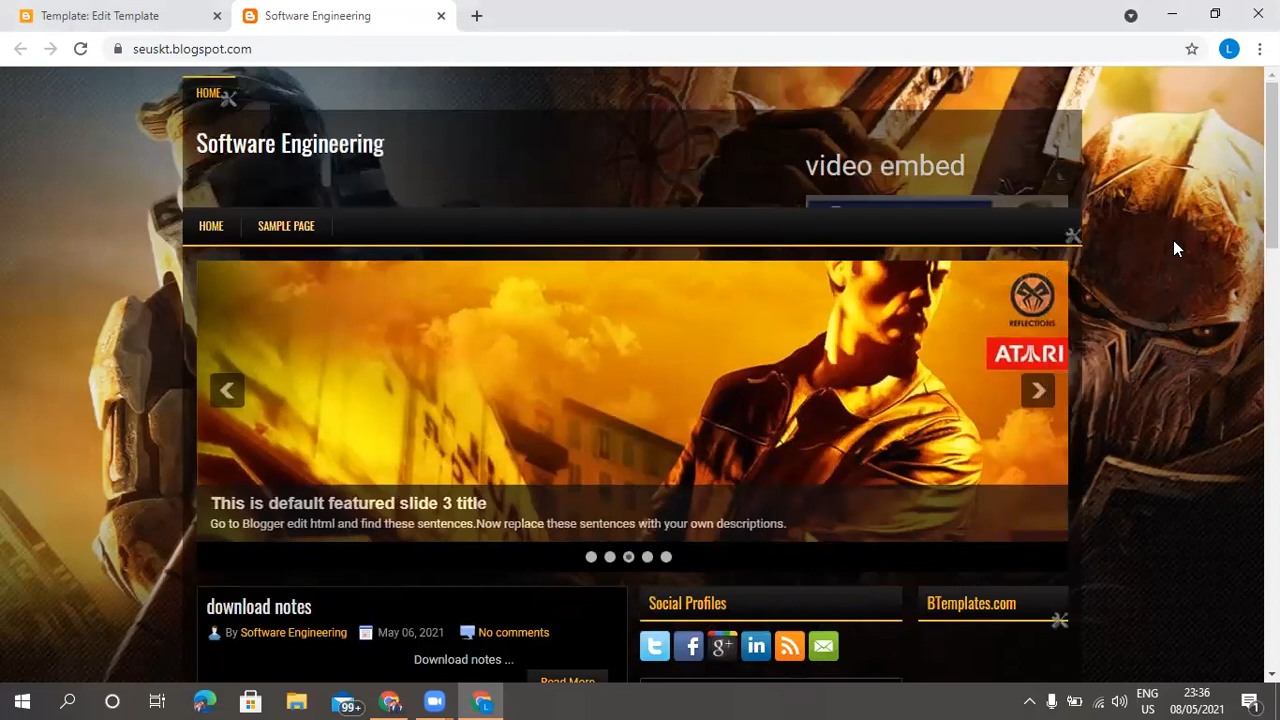 Template: Edit Template
Software Engineering
seuskt.blogspot.com
L
HOME
Software Engineering
video embed
HOME
SAMPLE PAGE
REFLECTIONS
ATARI
This is default featured slide 3 title
Go to Blogger edit html and find these sentences.Now replace these sentences with your own descriptions.
download notes
By Software Engineering May 06, 2021 No comments
Download notes ...
Read More
Social Profiles
BTemplates.com
99+
L
ENG
US
23:36
08/05/2021
1